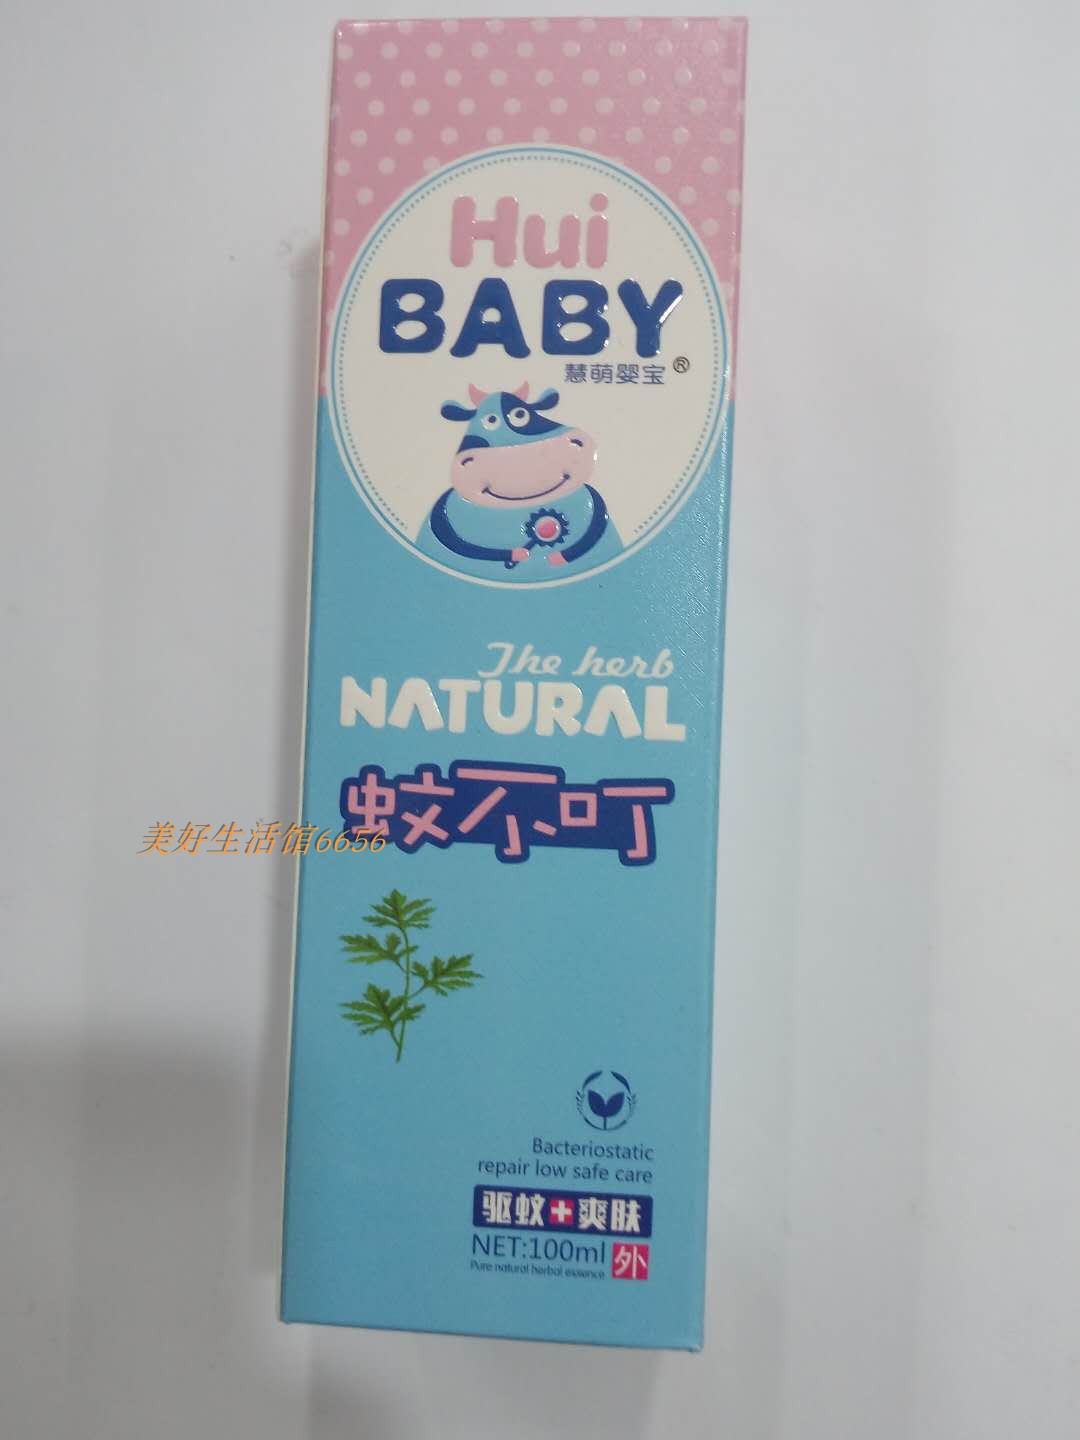 Hui
BABY
慧萌婴宝®
The herb
NATURAL
蚊不叮
美好生活馆6656
Bacteriostatic
repair low safe care
驱蚊+爽肤
NET:100ml 外
Pure natural herbal essence